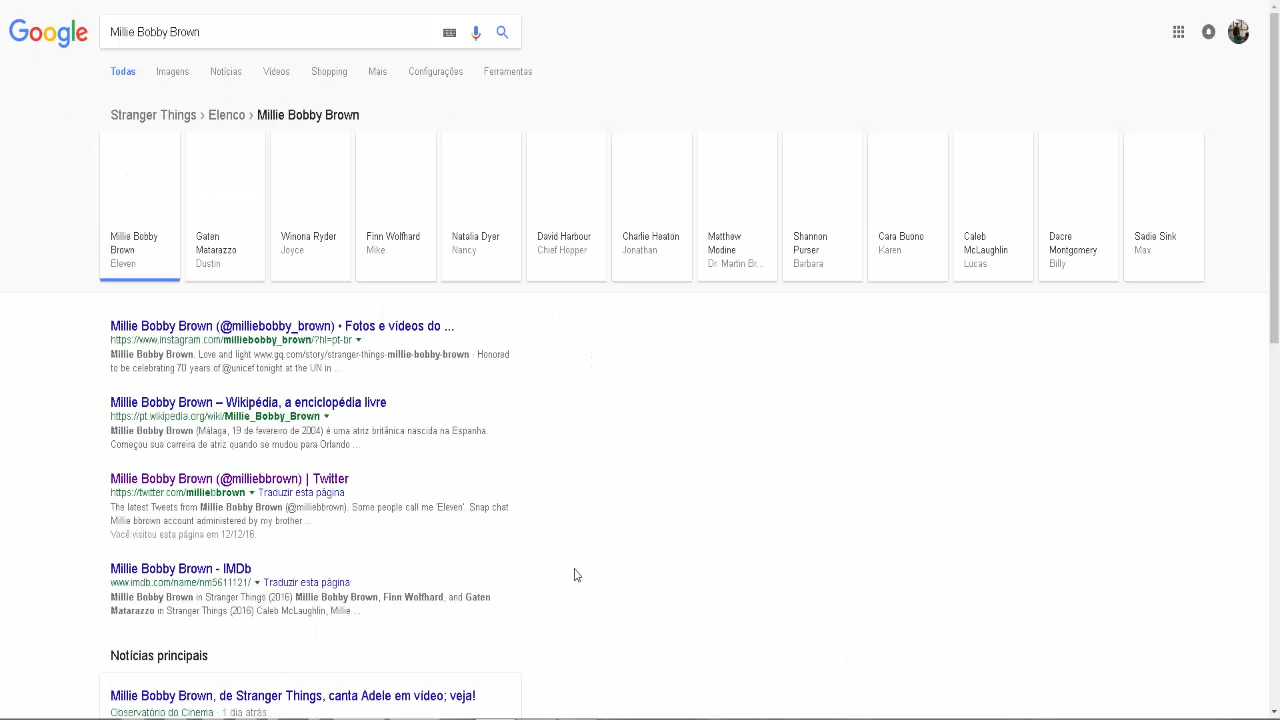 Google
Millie Bobby Brown
Todas Imagens Notícias Vídeos Shopping Mais Configurações Ferramentas
Stranger Things › Elenco › Millie Bobby Brown
Millie Bobby Brown
Eleven
Gaten Matarazzo
Dustin
Winona Ryder
Joyce
Finn Wolfhard
Mike
Natalia Dyer
Nancy
David Harbour
Chief Hopper
Charlie Heaton
Jonathan
Matthew Modine
Dr. Martin Br...
Shannon Purser
Barbara
Cara Buono
Karen
Caleb McLaughlin
Lucas
Dacre Montgomery
Billy
Sadie Sink
Max
Millie Bobby Brown (@milliebobby_brown) • Fotos e vídeos do ...
https://www.instagram.com/milliebobby_brown/?hl=pt-br
Millie Bobby Brown. Love and light www.gq.com/story/stranger-things-millie-bobby-brown · Honored
to be celebrating 70 years of @unicef tonight at the UN in ...
Millie Bobby Brown – Wikipédia, a enciclopédia livre
https://pt.wikipedia.org/wiki/Millie_Bobby_Brown
Millie Bobby Brown (Málaga, 19 de fevereiro de 2004) é uma atriz britânica nascida na Espanha.
Começou sua carreira de atriz quando se mudou para Orlando ...
Millie Bobby Brown (@milliebbrown) | Twitter
https://twitter.com/milliebbrown Traduzir esta página
The latest Tweets from Millie Bobby Brown (@milliebbrown). Some people call me 'Eleven'. Snap chat
Millie bbrown account administered by my brother ...
Você visitou esta página em 12/12/16.
Millie Bobby Brown - IMDb
www.imdb.com/name/nm5611121/ Traduzir esta página
Millie Bobby Brown in Stranger Things (2016) Millie Bobby Brown, Finn Wolfhard, and Gaten
Matarazzo in Stranger Things (2016) Caleb McLaughlin, Millie ...
Notícias principais
Millie Bobby Brown, de Stranger Things, canta Adele em vídeo; veja!
Observatório do Cinema - 1 dia atrás